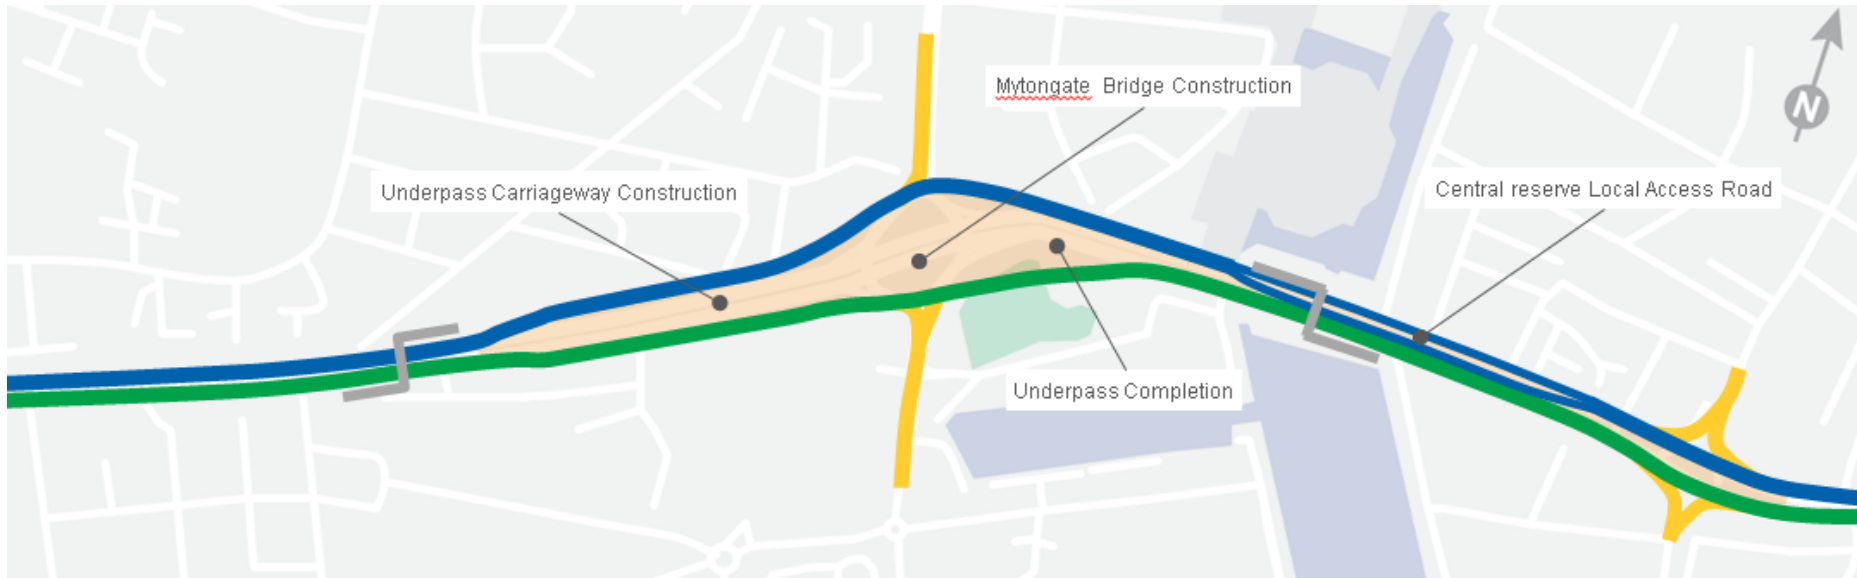 Mytongate Bridge Construction
Underpass Carriageway Construction
Central reserve Local Access Road
Underpass Completion
N